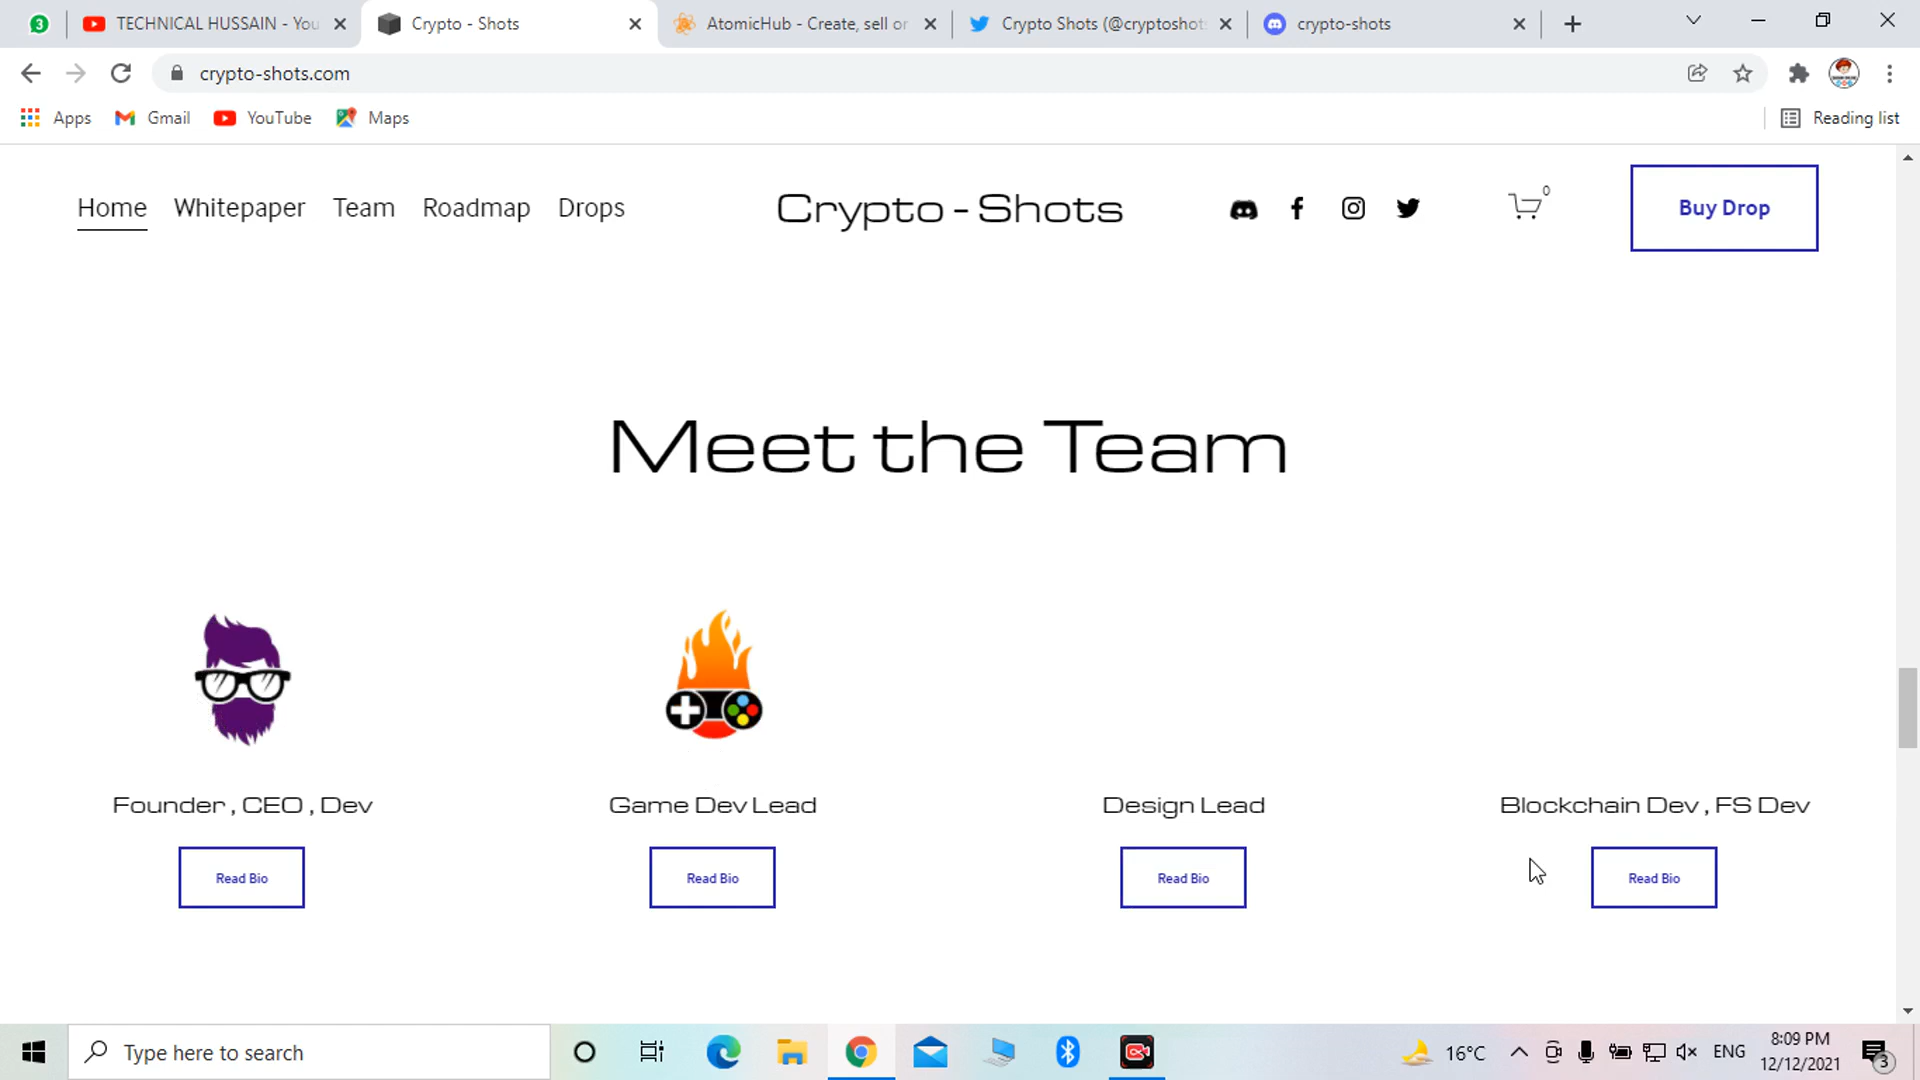 3
TECHNICAL HUSSAIN - You
Crypto - Shots
AtomicHub - Create, sell or
Crypto Shots (@cryptoshots
crypto-shots
crypto-shots.com
Apps
Gmail
YouTube
Maps
Reading list
Home
Whitepaper
Team
Roadmap
Drops
Crypto - Shots
0
Buy Drop
Meet the Team
Founder , CEO , Dev
Game Dev Lead
Design Lead
Blockchain Dev , FS Dev
Read Bio
Read Bio
Read Bio
Read Bio
Type here to search
16°C
ENG
8:09 PM
12/12/2021
3